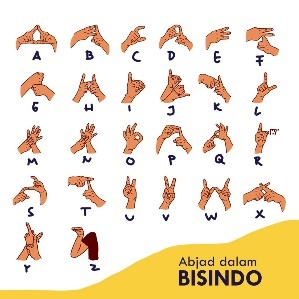 A B C D E F
G H I J K L
M N O P Q R
S T U V W X
Y Z
Abjad dalam
BISINDO